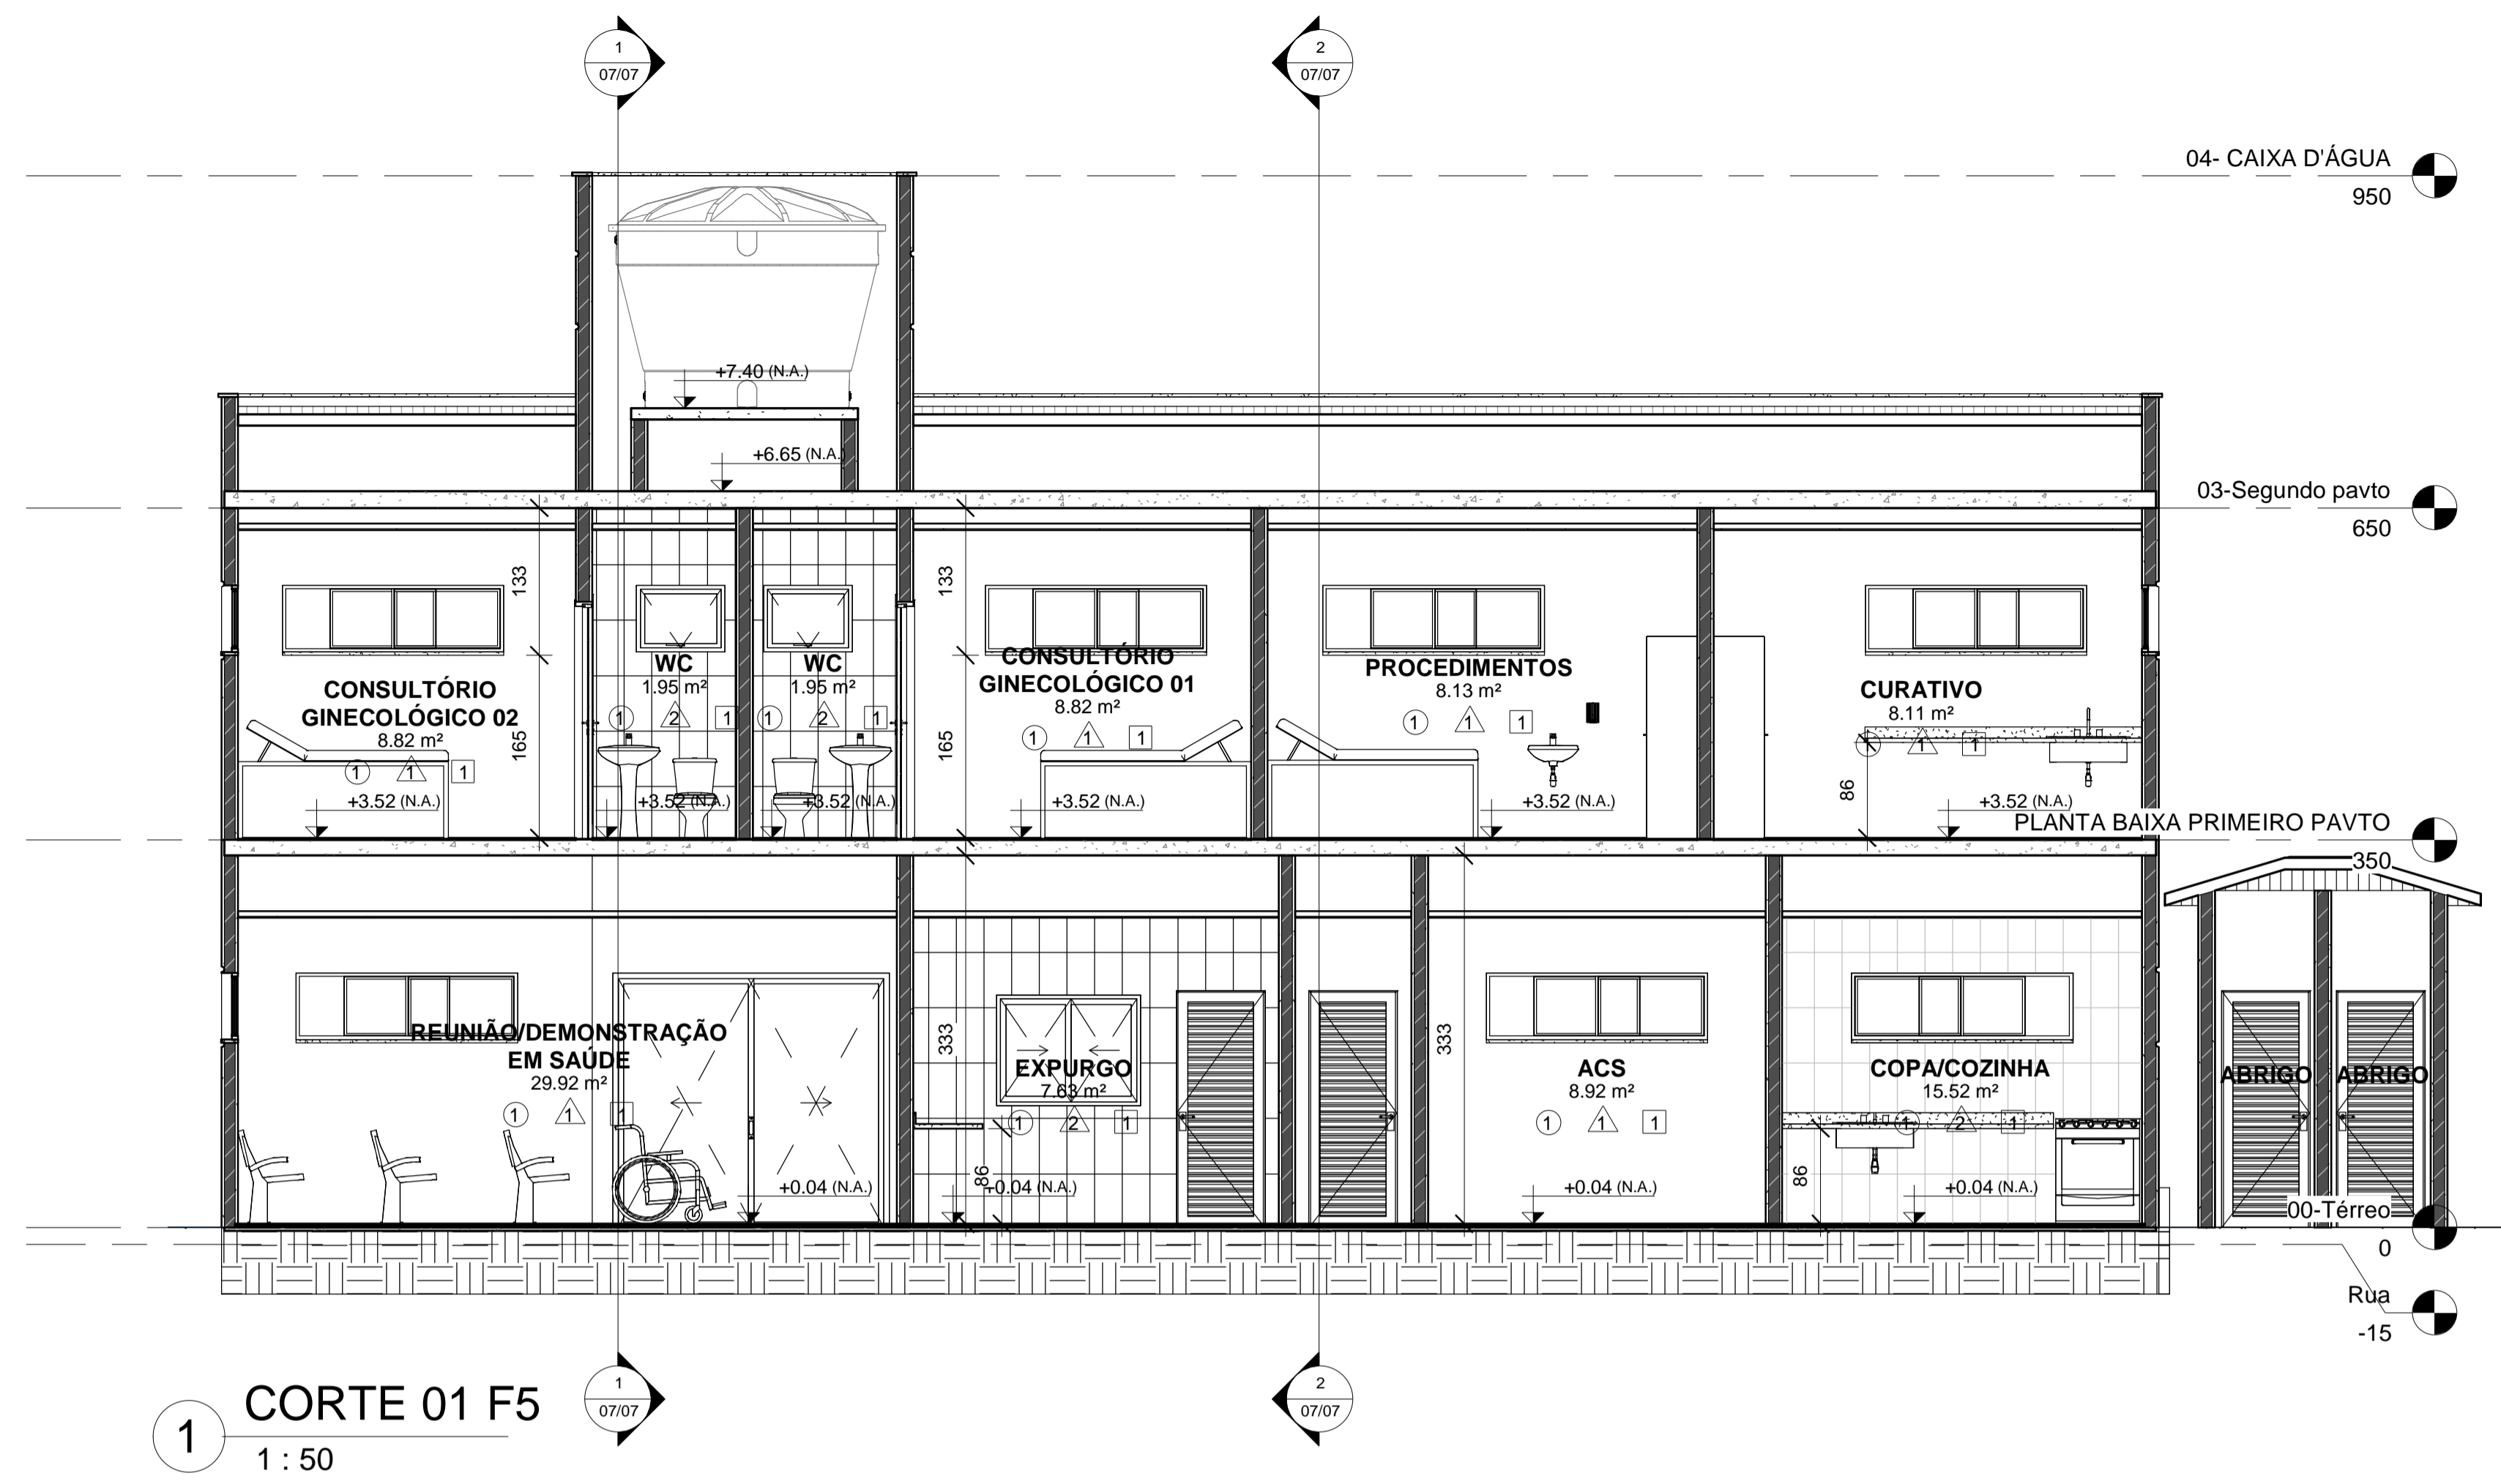 1
07/07
2
07/07
04- CAIXA D'ÁGUA
950
+7.40 (N.A.)
+6.65 (N.A.)
03-Segundo pavto
650
133
133
CONSULTÓRIO
GINECOLÓGICO 02
8.82 m²
1
1
1
165
WC
1.95 m²
1
2
1
WC
1.95 m²
1
2
1
165
CONSULTÓRIO
GINECOLÓGICO 01
8.82 m²
1
1
1
PROCEDIMENTOS
8.13 m²
1
1
1
CURATIVO
8.11 m²
1
1
1
86
+3.52 (N.A.)
+3.52 (N.A.)
+3.52 (N.A.)
+3.52 (N.A.)
+3.52 (N.A.)
+3.52 (N.A.)
PLANTA BAIXA PRIMEIRO PAVTO
350
REUNIÃO/DEMONSTRAÇÃO
EM SAÚDE
29.92 m²
1
1
1
333
EXPURGO
7.63 m²
1
2
1
333
ACS
8.92 m²
1
1
1
COPA/COZINHA
15.52 m²
1
2
1
ABRIGO
ABRIGO
86
86
+0.04 (N.A.)
+0.04 (N.A.)
+0.04 (N.A.)
+0.04 (N.A.)
00-Térreo
0
Rua
-15
1
07/07
2
07/07
1
CORTE 01 F5
1 : 50